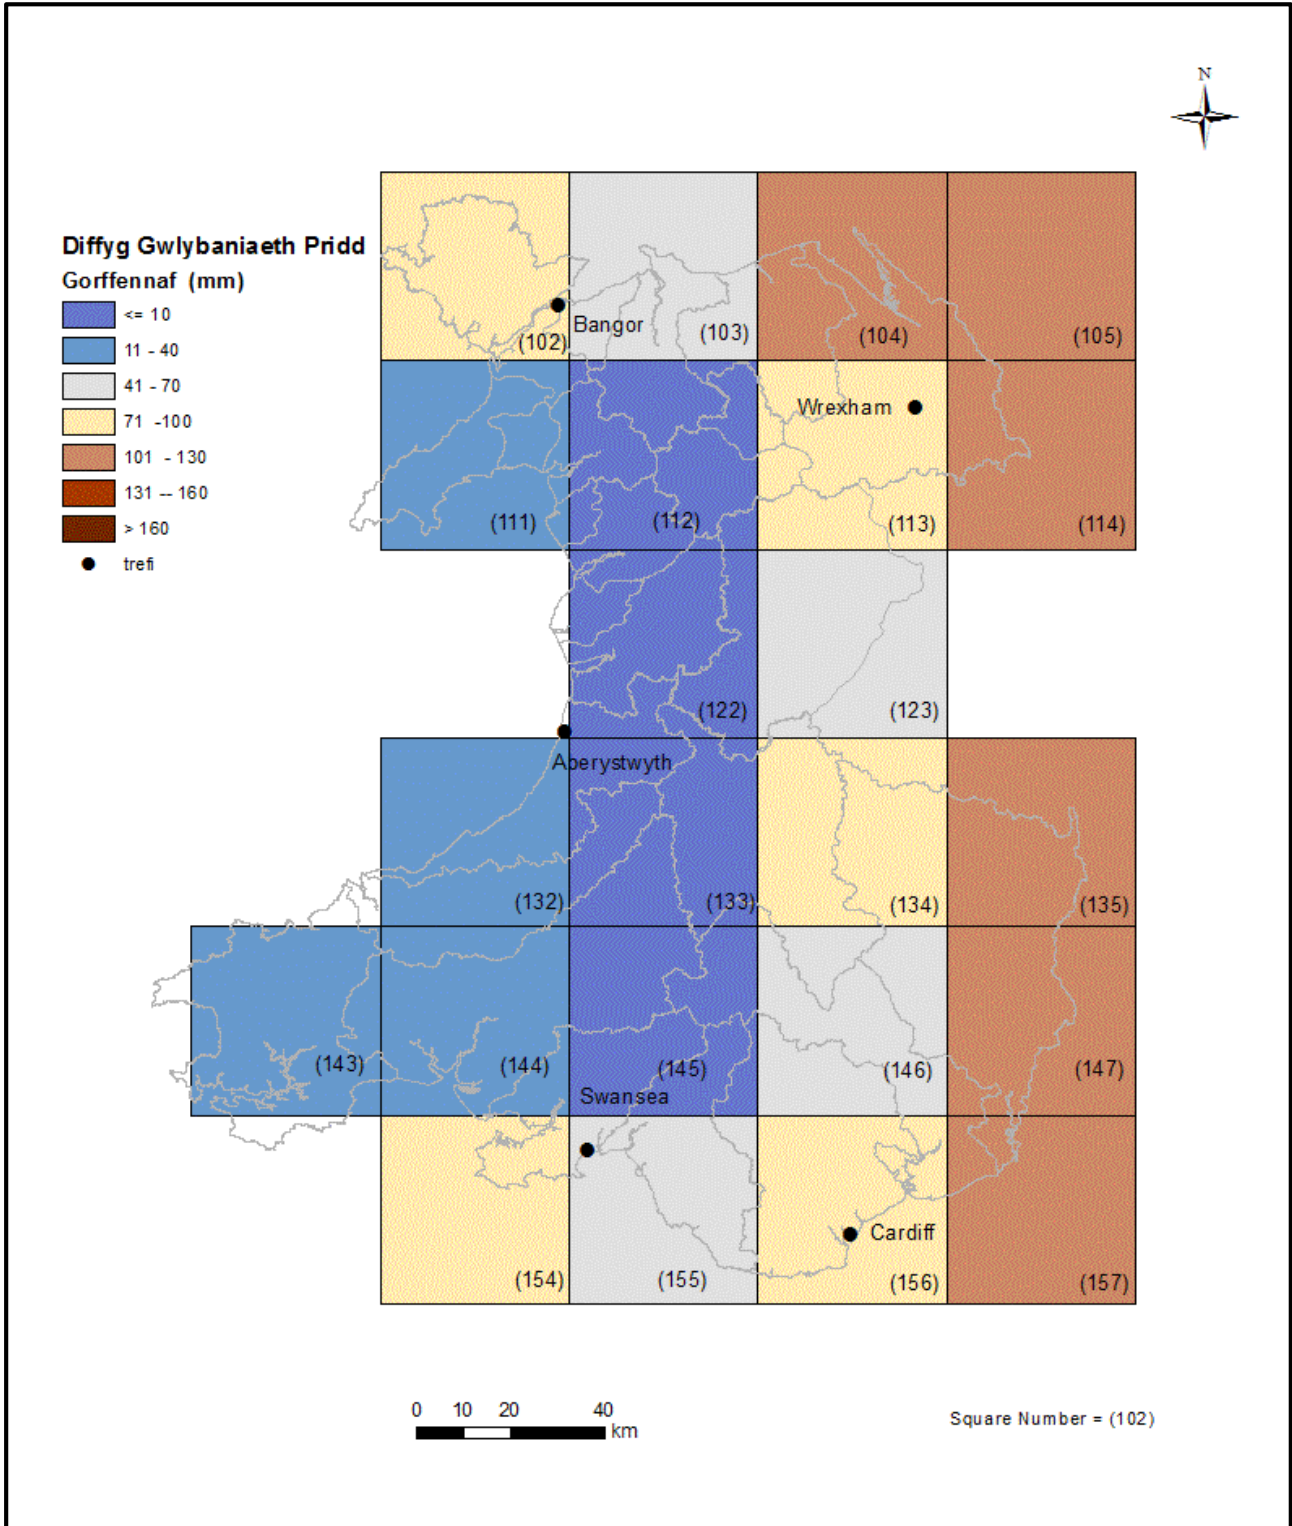 N
Diffyg Gwlybaniaeth Pridd
Gorffennaf (mm)
<= 10
11 - 40
41 - 70
71 -100
101 - 130
131 -- 160
> 160
trefi
Bangor
(102)
(103)
(104)
(105)
Wrexham
(111)
(112)
(113)
(114)
(122)
(123)
Aberystwyth
(132)
(133)
(134)
(135)
(143)
(144)
(145)
(146)
(147)
Swansea
Cardiff
(154)
(155)
(156)
(157)
0 10 20 40
km
Square Number = (102)